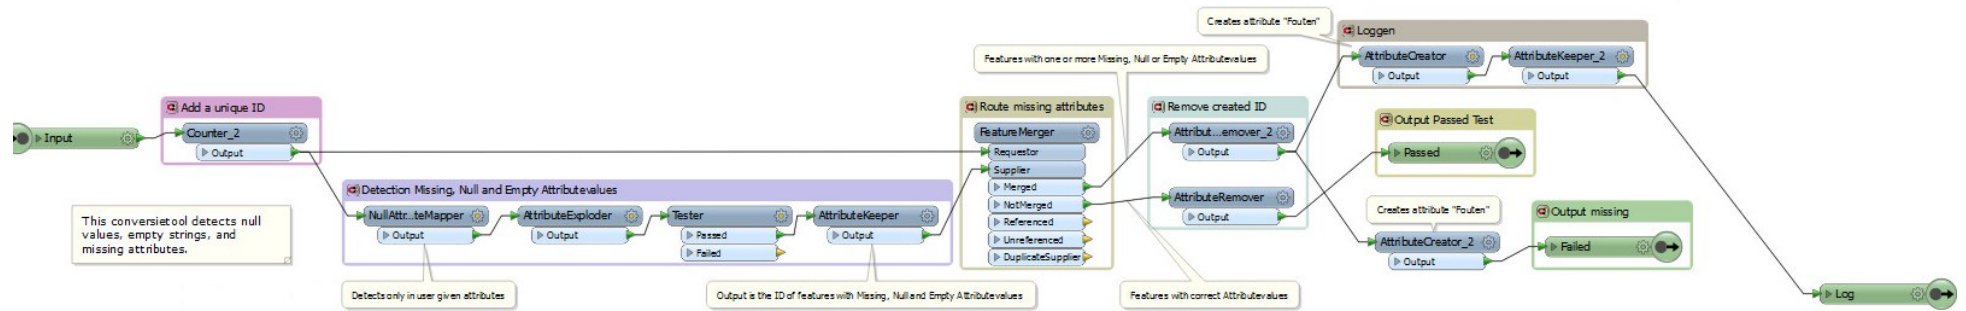 Input
Add a unique ID
Counter_2
Output
This conversietool detects null
values, empty strings, and
missing attributes.
Detection Missing, Null and Empty Attributevalues
NullAttr...teMapper
Output
AttributeExploder
Output
Tester
Passed
Failed
AttributeKeeper
Output
Detects only in user given attributes
Output is the ID of features with Missing, Null and Empty Attributevalues
Route missing attributes
FeatureMerger
Requestor
Supplier
Merged
NotMerged
Referenced
Unreferenced
DuplicateSupplier
Features with one or more Missing, Null or Empty Attributevalues
Features with correct Attributevalues
Remove created ID
Attribut...emover_2
Output
AttributeRemover
Output
Creates attribute "Fouten"
Loggen
AttributeCreator
Output
AttributeKeeper_2
Output
Output Passed Test
Passed
Creates attribute "Fouten"
AttributeCreator_2
Output
Output missing
Failed
Log